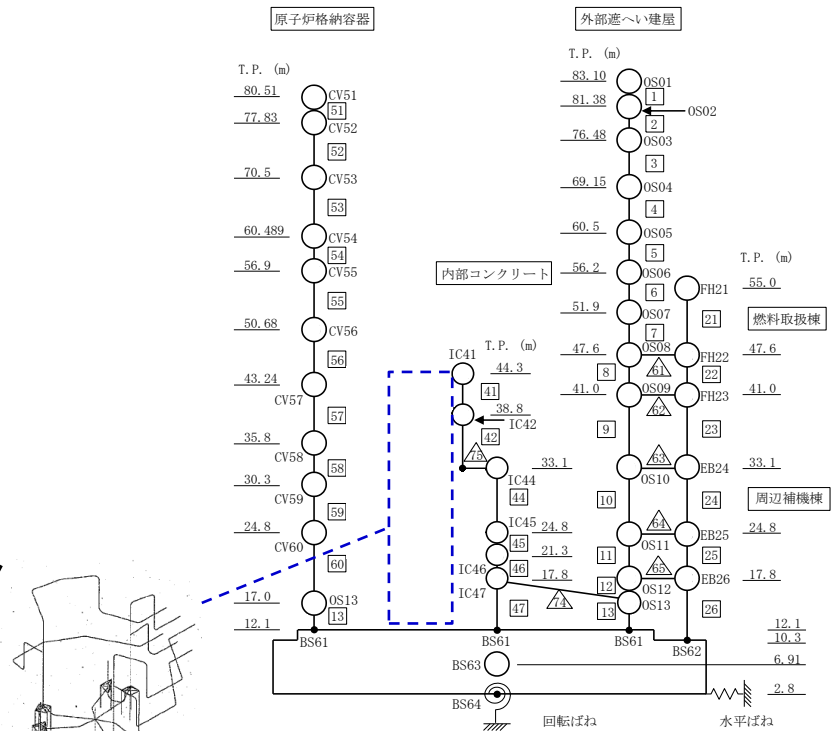 原子炉格納容器
外部遮へい建屋
T.P. (m)
80.51
CV51
51
77.83
CV52
52
70.5
CV53
53
60.489
CV54
54
56.9
CV55
55
50.68
CV56
56
43.24
CV57
57
35.8
CV58
58
30.3
CV59
59
24.8
CV60
60
17.0
OS13
13
12.1
BS61
内部コンクリート
T.P. (m)
IC41
44.3
41
38.8
IC42
42
75
33.1
IC44
44
IC45
24.8
45
21.3
IC46
46
17.8
IC47
47
74
BS61
T.P. (m)
83.10
OS01
1
81.38
OS02
2
76.48
OS03
3
69.15
OS04
4
60.5
OS05
5
56.2
OS06
6
51.9
OS07
7
47.6
OS08
61
8
41.0
OS09
62
9
33.1
63
OS10
10
24.8
64
OS11
11
17.8
65
12
OS12
OS13
13
BS61
T.P. (m)
FH21
55.0
21
燃料取扱棟
FH22
47.6
22
FH23
41.0
23
EB24
33.1
24
周辺補機棟
EB25
24.8
25
EB26
17.8
26
BS62
12.1
10.3
BS63
6.91
BS64
2.8
回転ばね
水平ばね